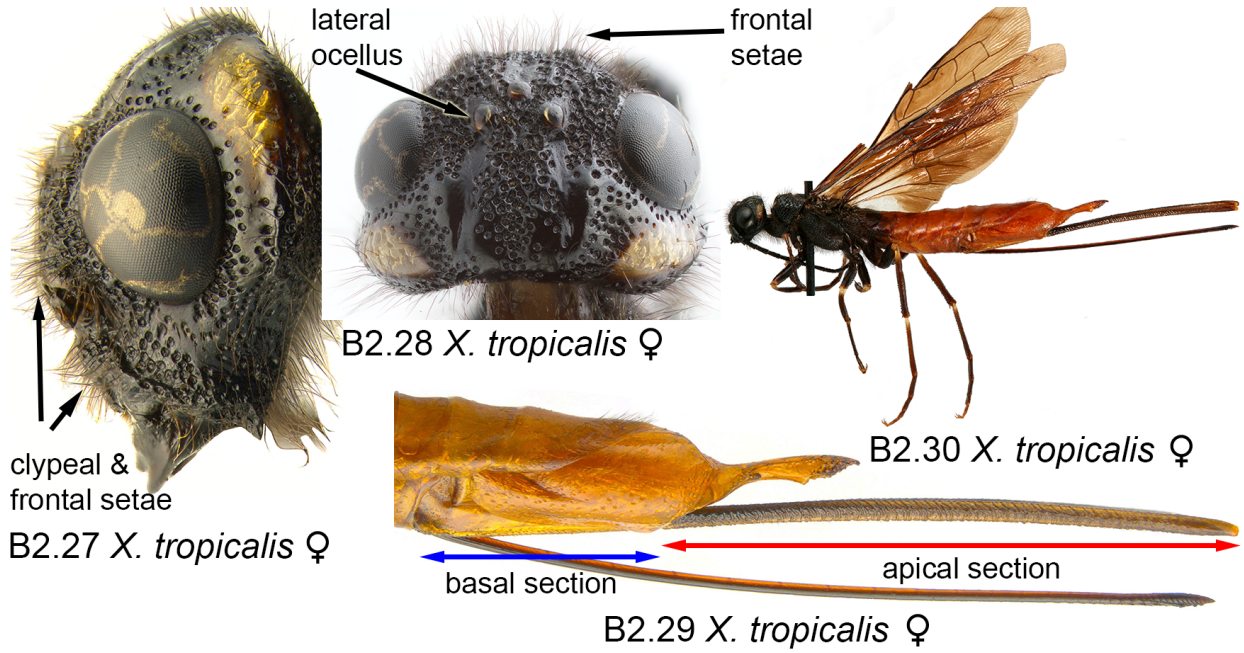 lateral
ocellus
frontal
setae
B2.28 X. tropicalis ♀
clypeal &
frontal setae
B2.27 X. tropicalis ♀
B2.30 X. tropicalis ♀
basal section
apical section
B2.29 X. tropicalis ♀